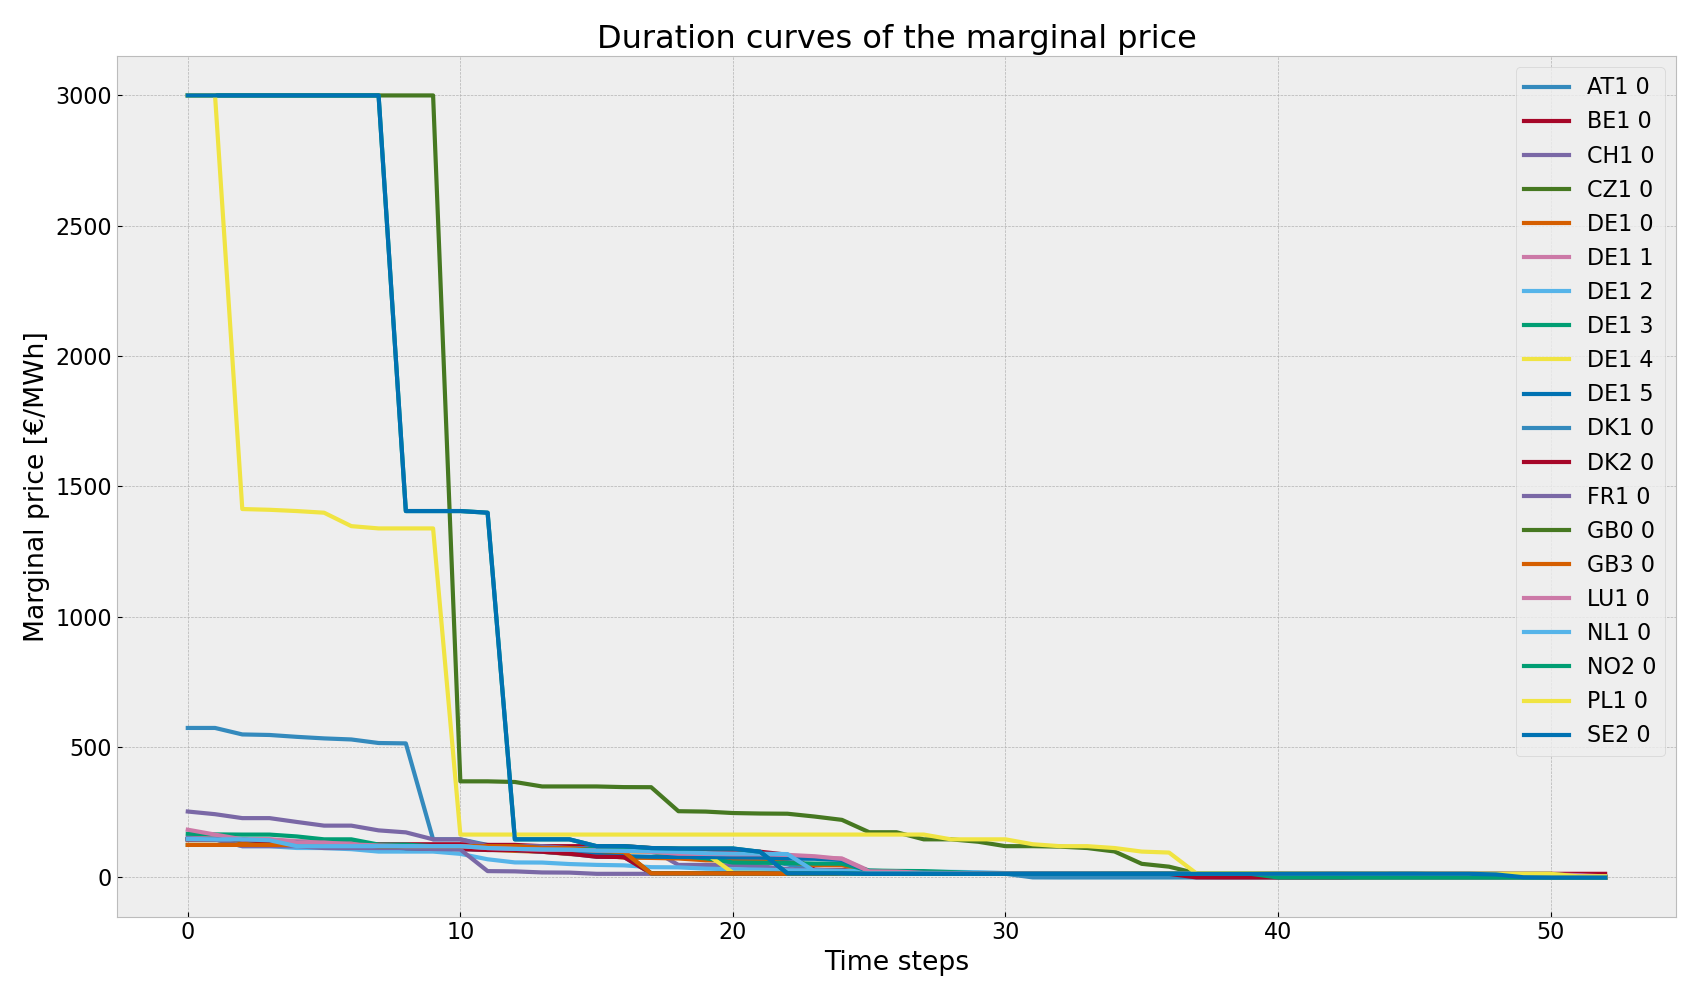 Duration curves of the marginal price
Marginal price [€/MWh]
3000
2500
2000
1500
1000
500
0
0 10 20 30 40 50
Time steps
AT1 0
BE1 0
CH1 0
CZ1 0
DE1 0
DE1 1
DE1 2
DE1 3
DE1 4
DE1 5
DK1 0
DK2 0
FR1 0
GB0 0
GB3 0
LU1 0
NL1 0
NO2 0
PL1 0
SE2 0